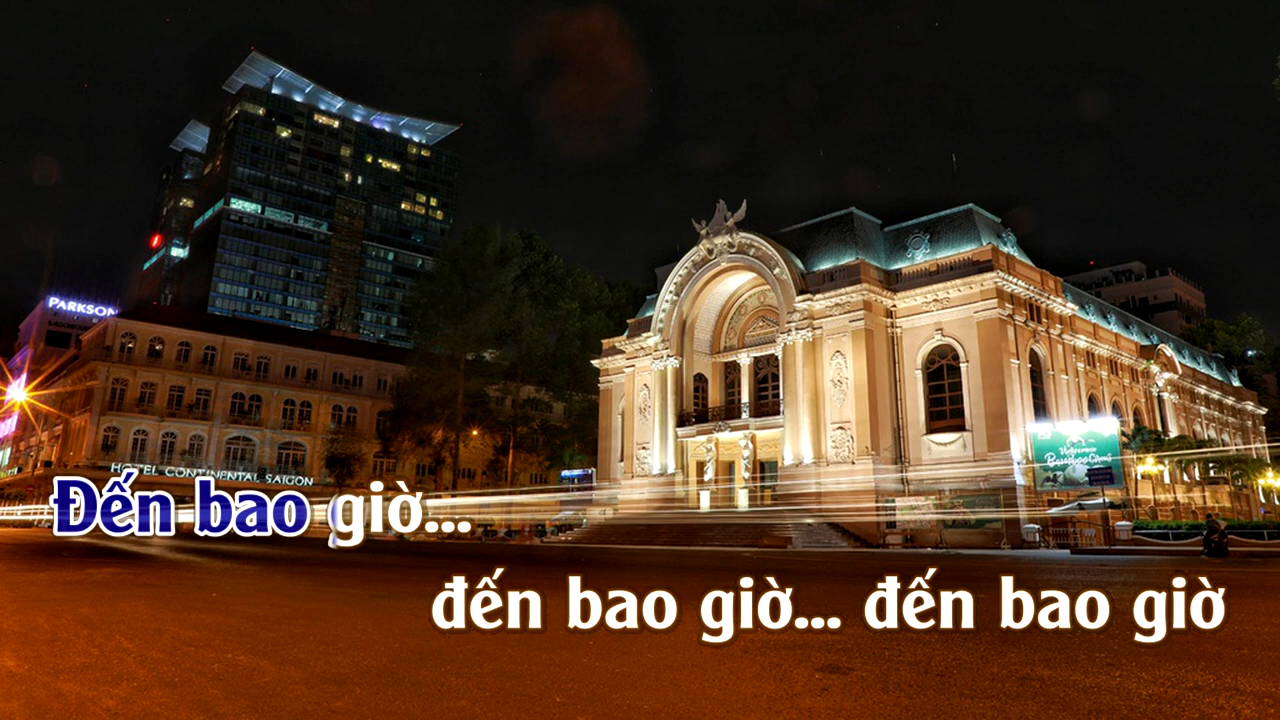 PARKSON
HOTEL CONTINENTAL SAIGON
Đến bao giờ...
đến bao giờ... đến bao giờ